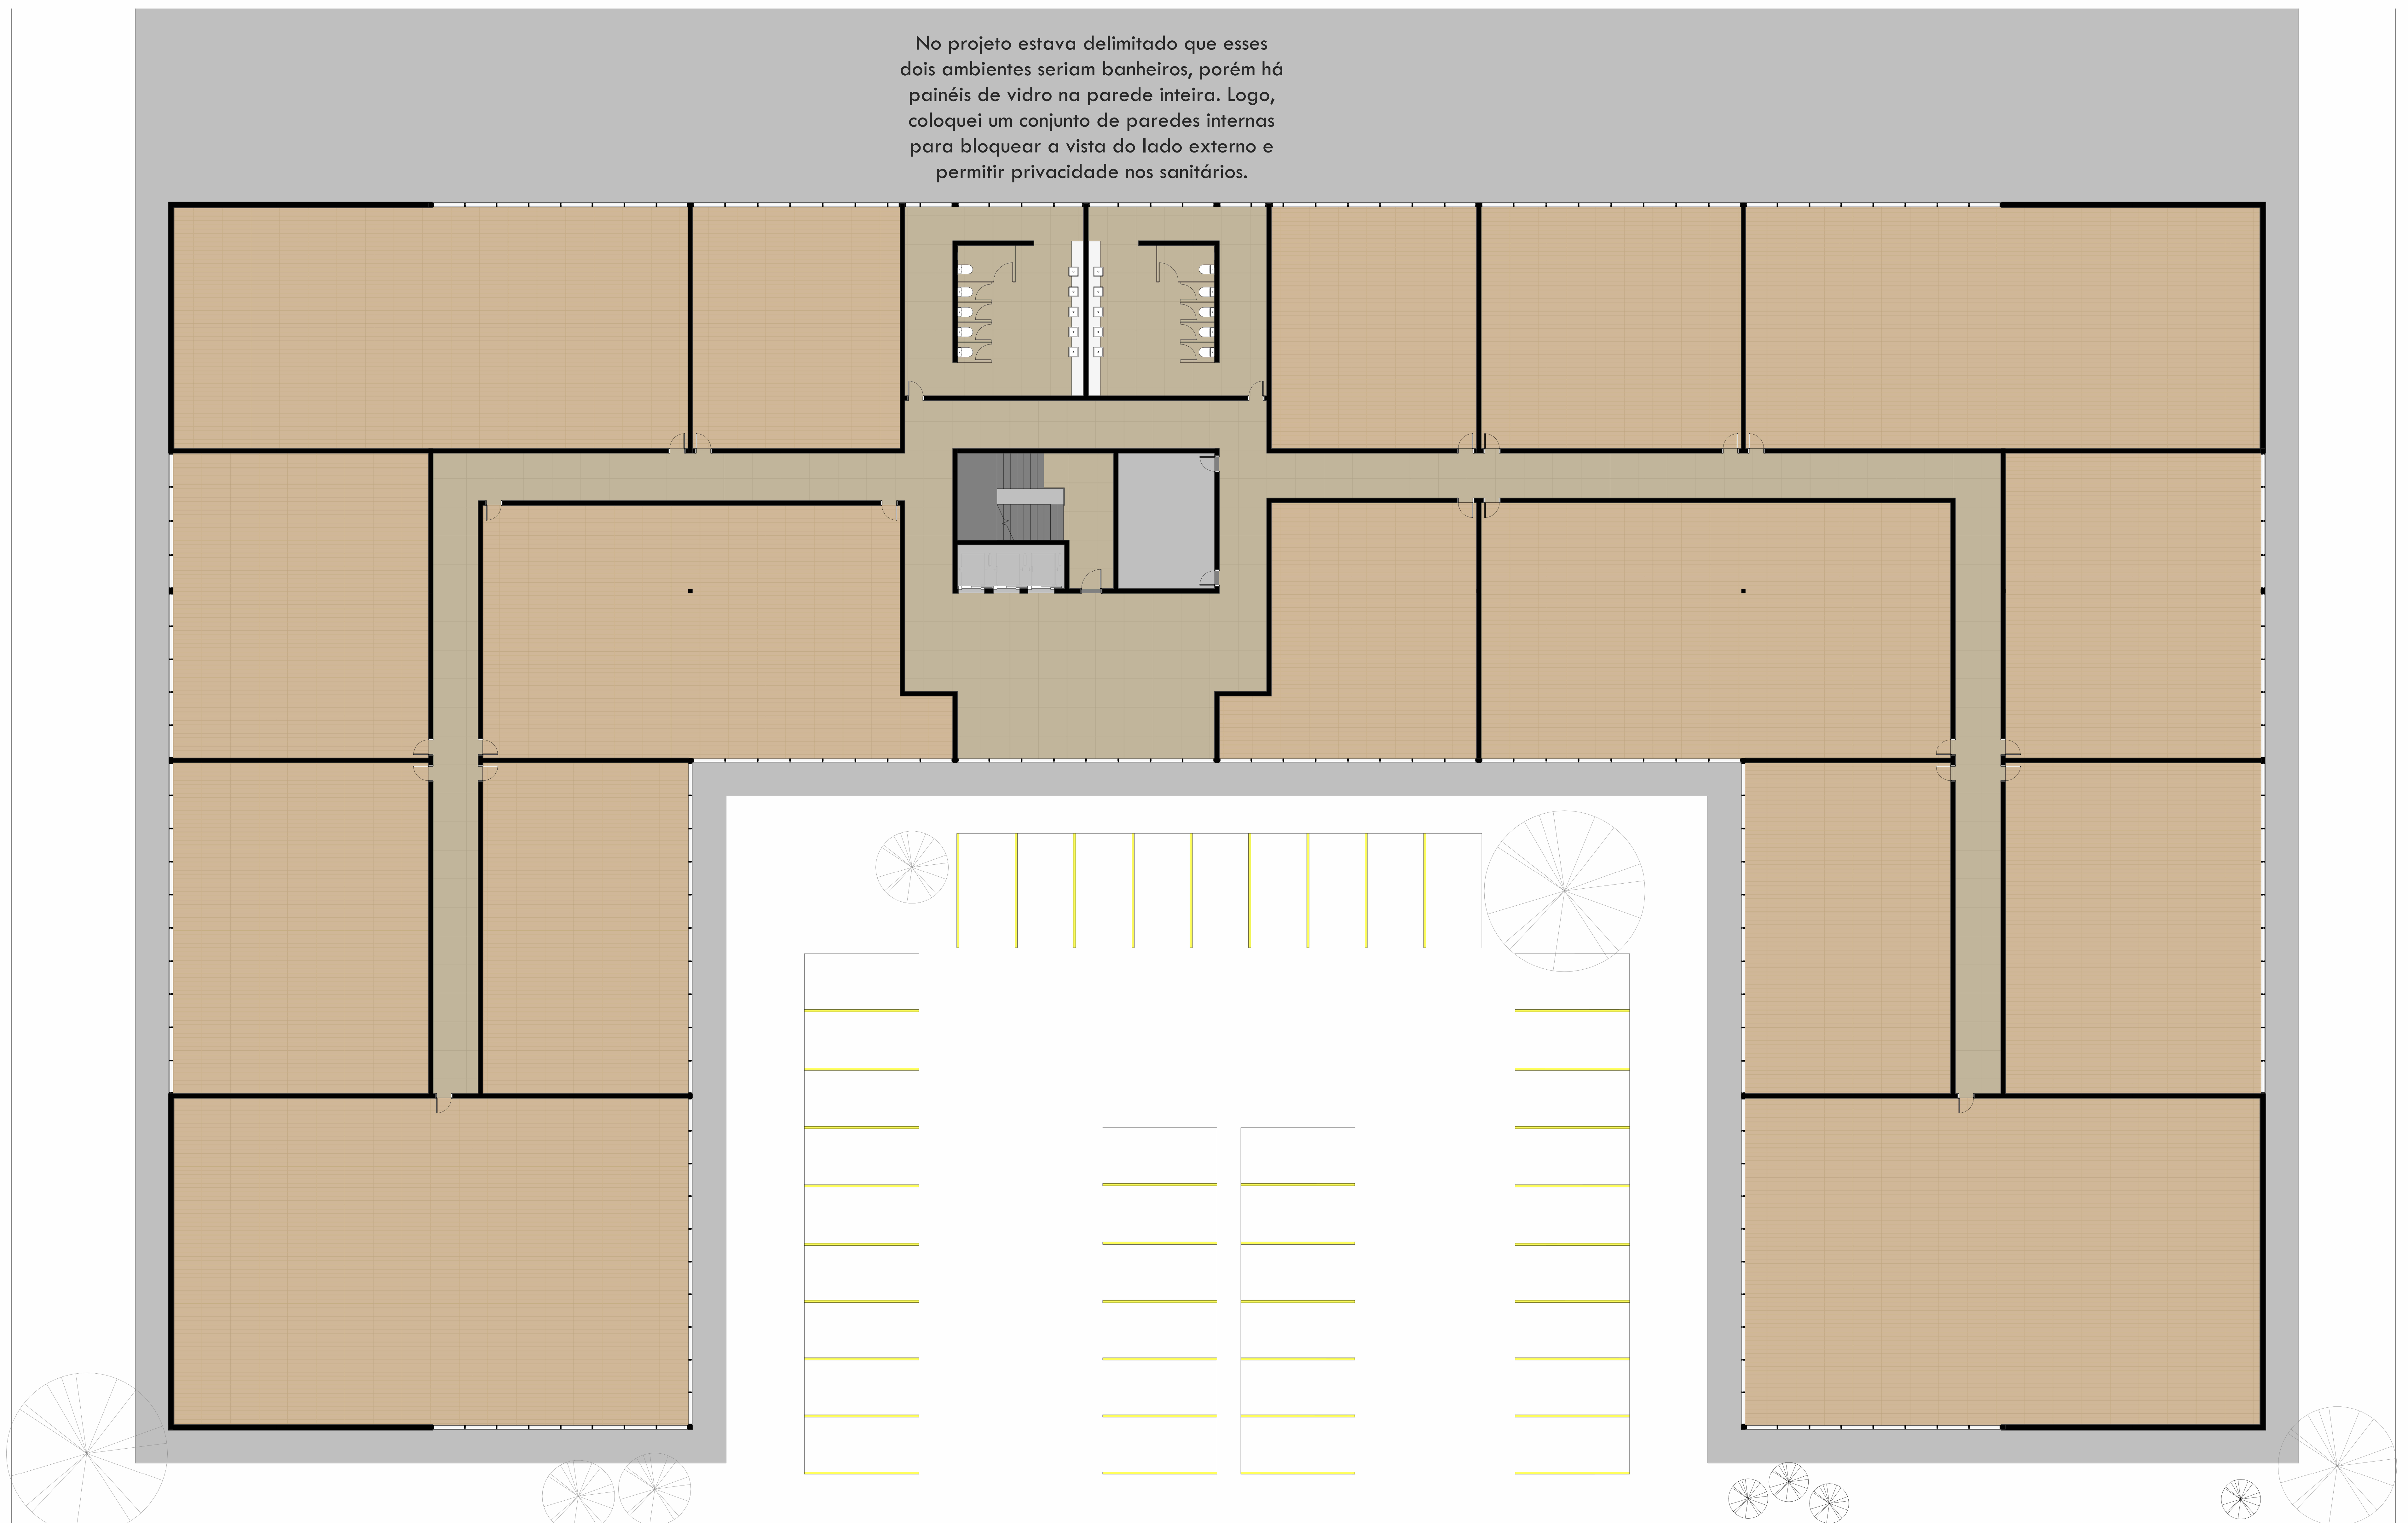 No projeto estava delimitado que esses
dois ambientes seriam banheiros, porém há
painéis de vidro na parede inteira. Logo,
coloquei um conjunto de paredes internas
para bloquear a vista do lado externo e
permitir privacidade nos sanitários.